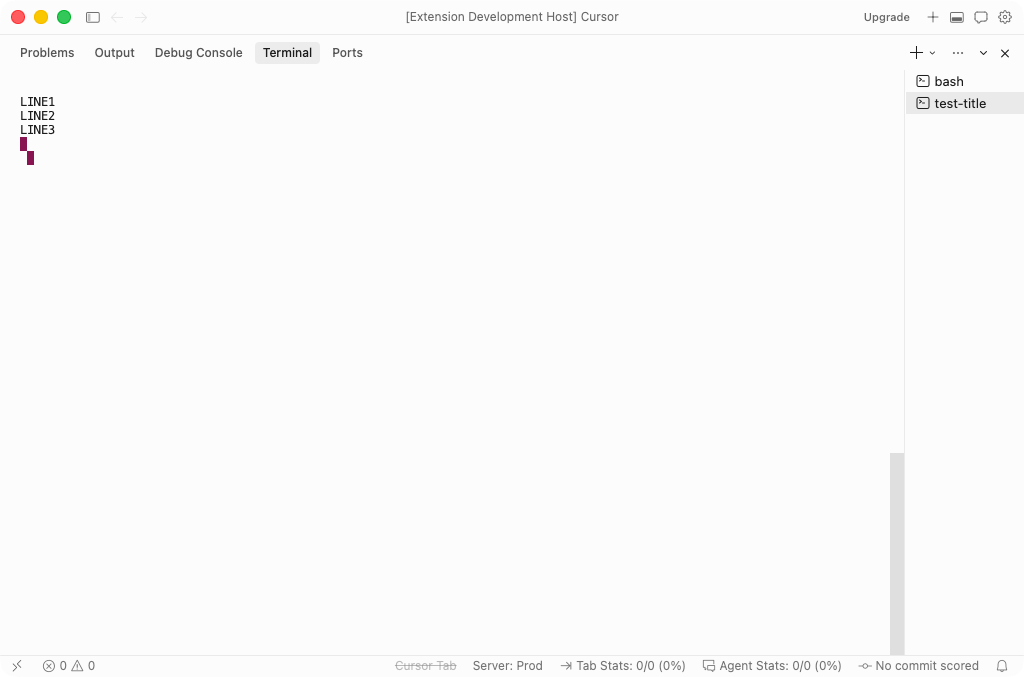 [Extension Development Host] Cursor
Upgrade
Problems Output Debug Console Terminal Ports
bash
test-title
LINE1
LINE2
LINE3
0 0 Cursor Tab Server: Prod Tab Stats: 0/0 (0%) Agent Stats: 0/0 (0%) No commit scored